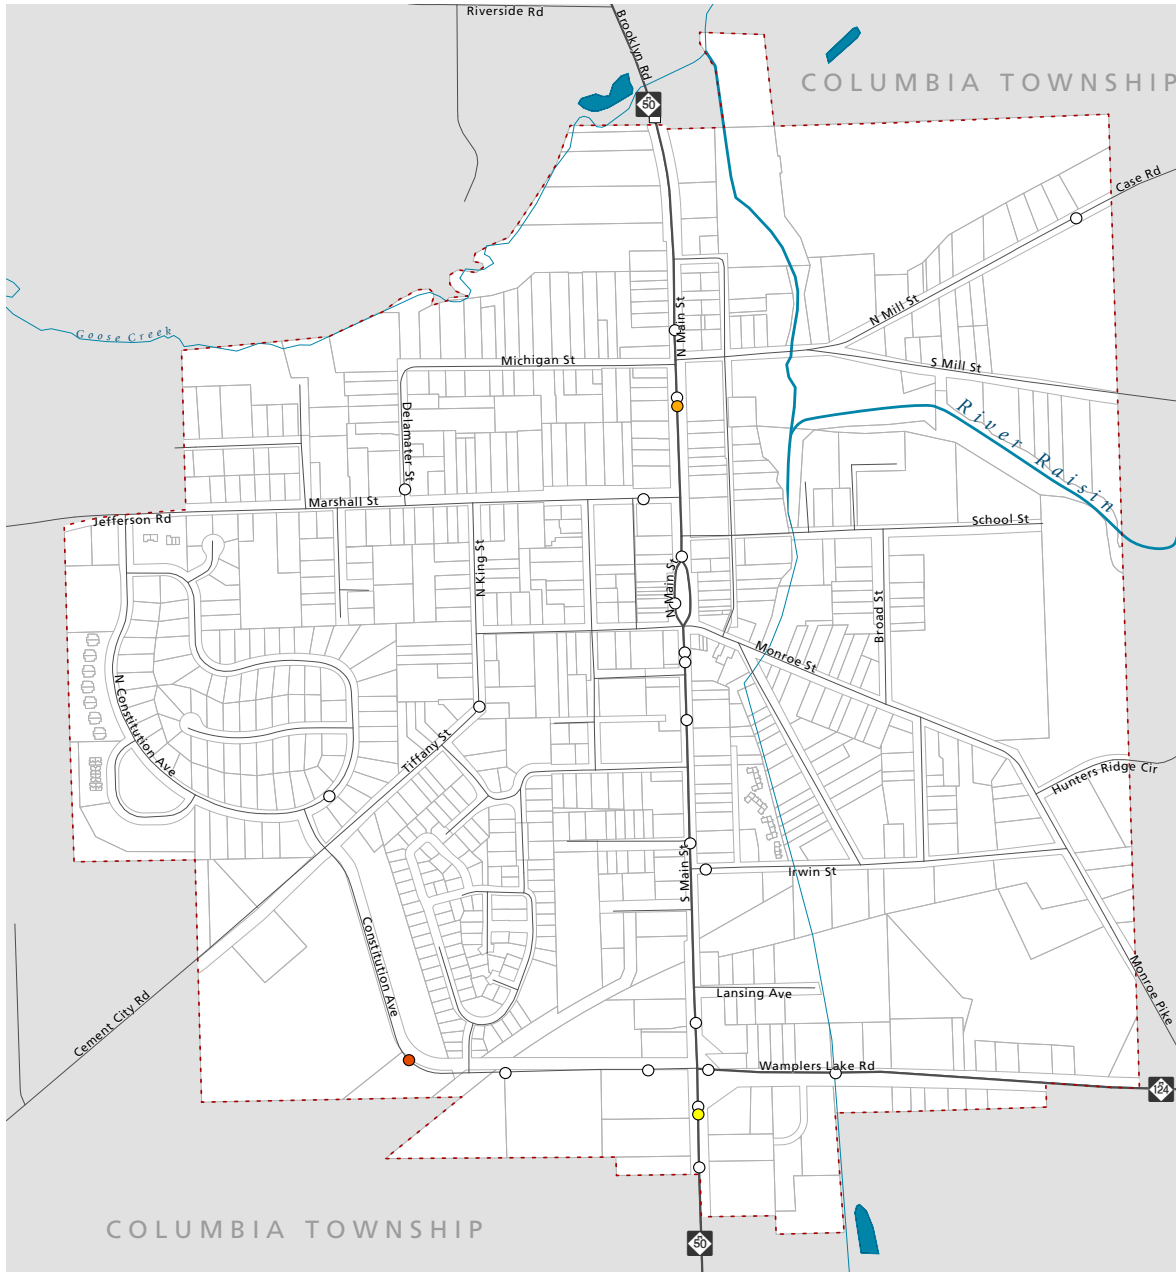 Riverside Rd
Brooklyn Rd
COLUMBIA TOWNSHIP
50
Case Rd
N Mill St
N Main St
Goose Creek
Michigan St
S Mill St
Delamater St
River Raisin
Marshall St
Jefferson Rd
School St
N King St
N Main St
Broad St
Monroe St
N Constitution Ave
Tiffany St
Hunters Ridge Cir
S Main St
Irwin St
Constitution Ave
Lansing Ave
Monroe Pike
Cement City Rd
Wamplers Lake Rd
124
COLUMBIA TOWNSHIP
50